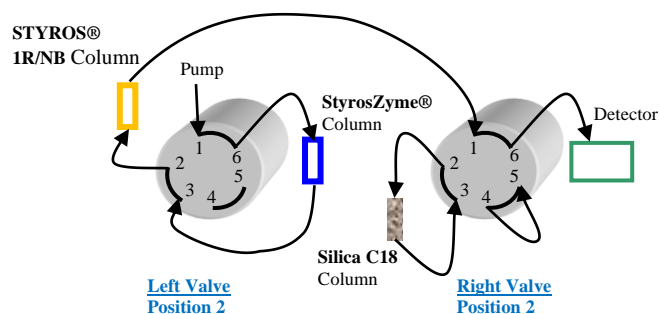 STYROS®
1R/NB Column
Pump
StyrosZyme®
Column
Detector
1
2
6
3
5
4
1
2
6
3
5
4
Silica C18
Column
Left Valve
Position 2
Right Valve
Position 2